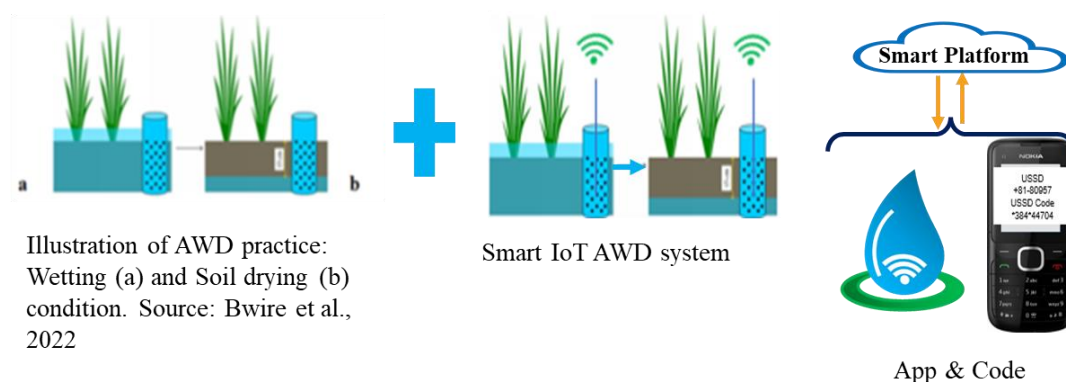 a
b
Illustration of AWD practice:
Wetting (a) and Soil drying (b)
condition. Source: Bwire et al.,
2022
Smart IoT AWD system
Smart Platform
NOKIA
USSD
+81-80957
USSD Code
*384*44704
App & Code